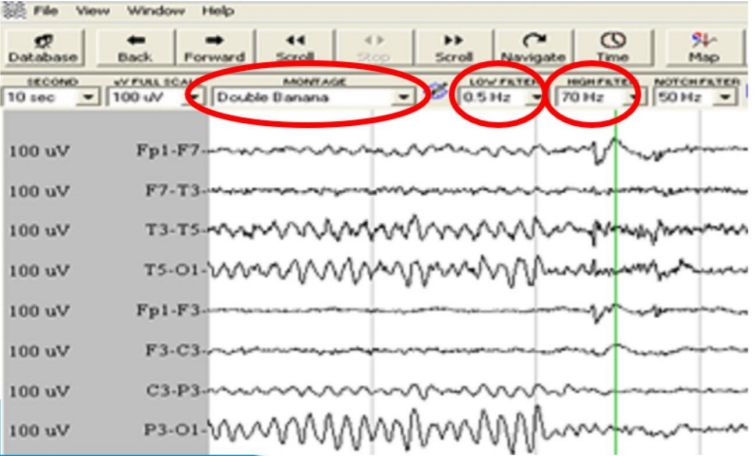 File View Window Help
Database Back Forward Scroll Stop Scroll Navigate Time Map
SECOND uV FULL SCAL MONTAGE LOW FILTER HIGH FILTER NOTCH FILTER
10 sec 100 uV Double Banana 0.5 Hz 70 Hz 50 Hz
100 uV Fp1-F7
100 uV F7-T3
100 uV T3-T5
100 uV T5-O1
100 uV Fp1-F3
100 uV F3-C3
100 uV C3-P3
100 uV P3-O1